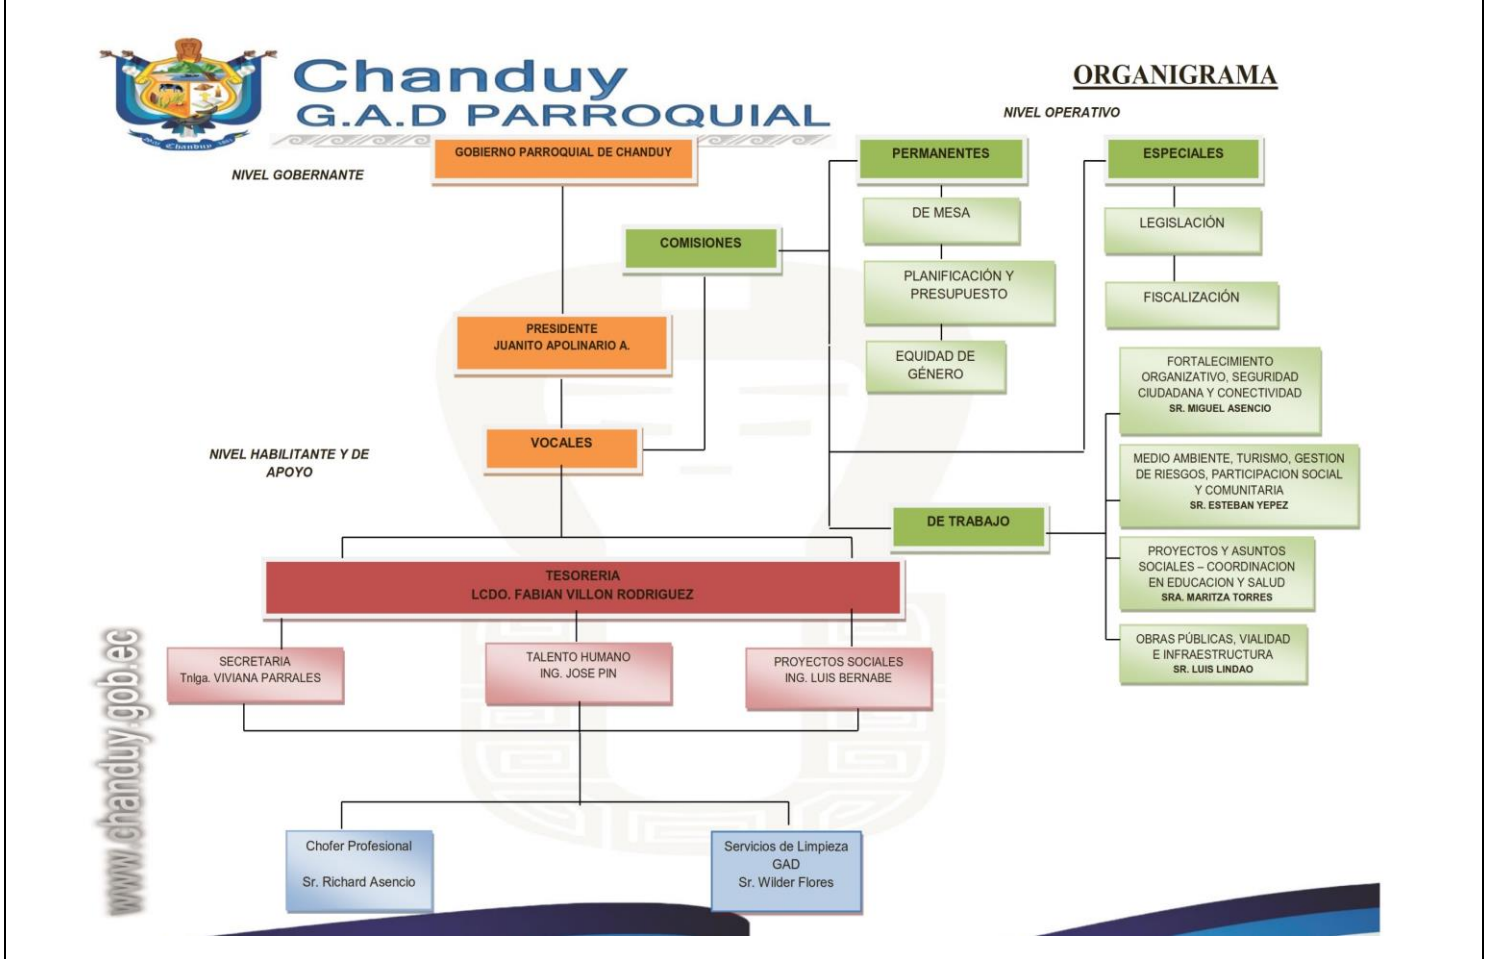 Chanduy
G.A.D PARROQUIAL
Chanduy
ORGANIGRAMA
NIVEL OPERATIVO
NIVEL GOBERNANTE
GOBIERNO PARROQUIAL DE CHANDUY
PERMANENTES
ESPECIALES
DE MESA
LEGISLACIÓN
COMISIONES
PLANIFICACIÓN Y
PRESUPUESTO
FISCALIZACIÓN
PRESIDENTE
JUANITO APOLINARIO A.
EQUIDAD DE
GÉNERO
FORTALECIMIENTO
ORGANIZATIVO, SEGURIDAD
CIUDADANA Y CONECTIVIDAD
SR. MIGUEL ASENCIO
NIVEL HABILITANTE Y DE
APOYO
VOCALES
MEDIO AMBIENTE, TURISMO, GESTION
DE RIESGOS, PARTICIPACION SOCIAL
Y COMUNITARIA
SR. ESTEBAN YEPEZ
DE TRABAJO
PROYECTOS Y ASUNTOS
SOCIALES – COORDINACION
EN EDUCACION Y SALUD
SRA. MARITZA TORRES
TESORERIA
LCDO. FABIAN VILLON RODRIGUEZ
OBRAS PÚBLICAS, VIALIDAD
E INFRAESTRUCTURA
SR. LUIS LINDAO
SECRETARIA
Tnlga. VIVIANA PARRALES
TALENTO HUMANO
ING. JOSE PIN
PROYECTOS SOCIALES
ING. LUIS BERNABE
www.chanduy.gob.ec
Chofer Profesional
Sr. Richard Asencio
Servicios de Limpieza
GAD
Sr. Wilder Flores